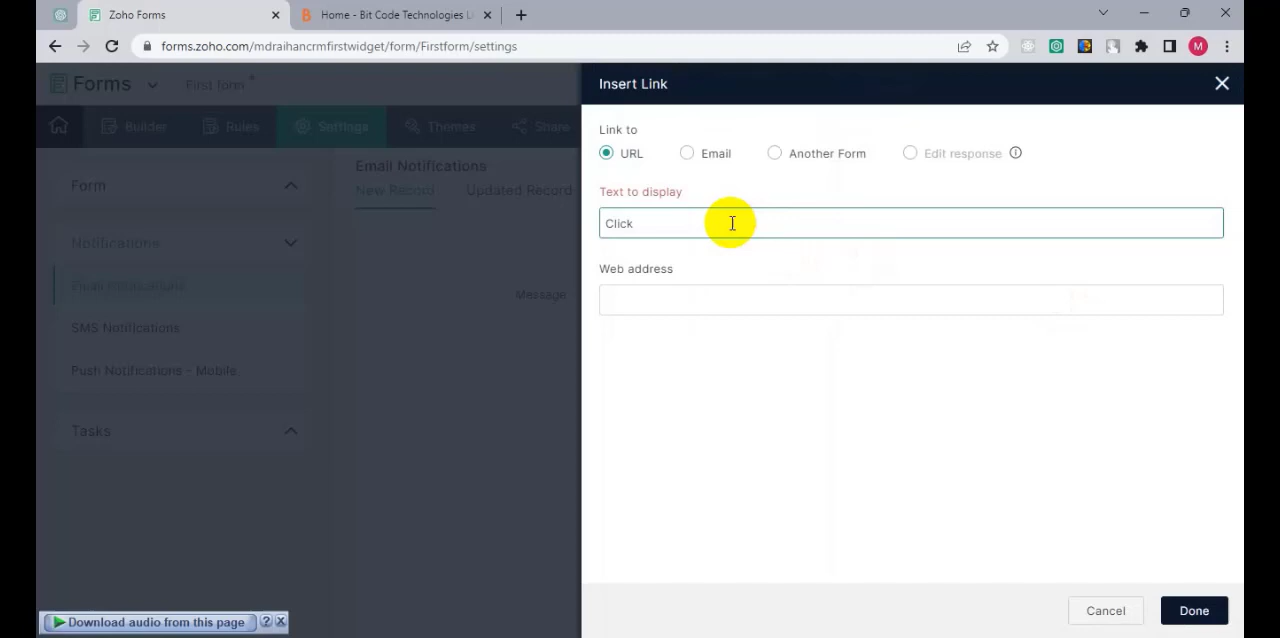 Zoho Forms
Home - Bit Code Technologies L
forms.zoho.com/mdraihancrmfirstwidget/form/Firstform/settings
M
Forms
First form *
Insert Link
Builder
Rules
Settings
Themes
Share
Link to
URL
Email
Another Form
Edit response
Email Notifications
New Record
Updated Record
Form
Text to display
Click
Notifications
Web address
Email Notifications
Message
SMS Notifications
Push Notifications - Mobile
Tasks
Cancel
Done
Download audio from this page